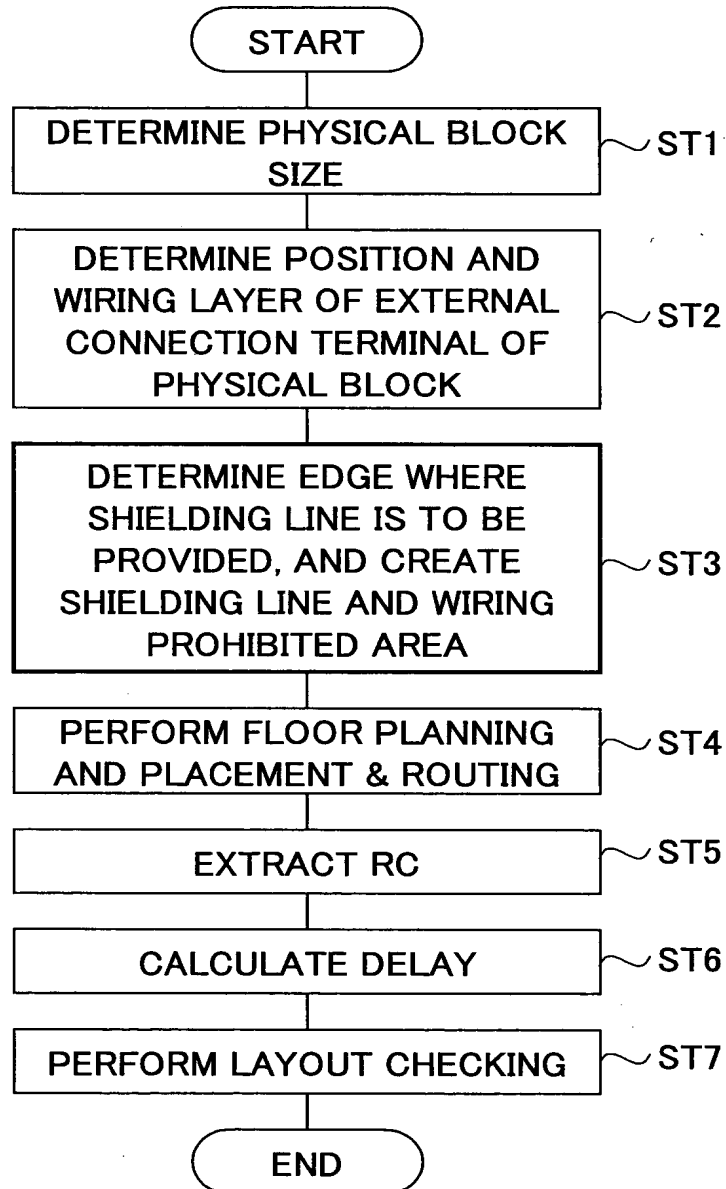 START
DETERMINE PHYSICAL BLOCK
SIZE
ST1
DETERMINE POSITION AND
WIRING LAYER OF EXTERNAL
CONNECTION TERMINAL OF
PHYSICAL BLOCK
ST2
DETERMINE EDGE WHERE
SHIELDING LINE IS TO BE
PROVIDED, AND CREATE
SHIELDING LINE AND WIRING
PROHIBITED AREA
ST3
PERFORM FLOOR PLANNING
AND PLACEMENT & ROUTING
ST4
EXTRACT RC
ST5
CALCULATE DELAY
ST6
PERFORM LAYOUT CHECKING
ST7
END